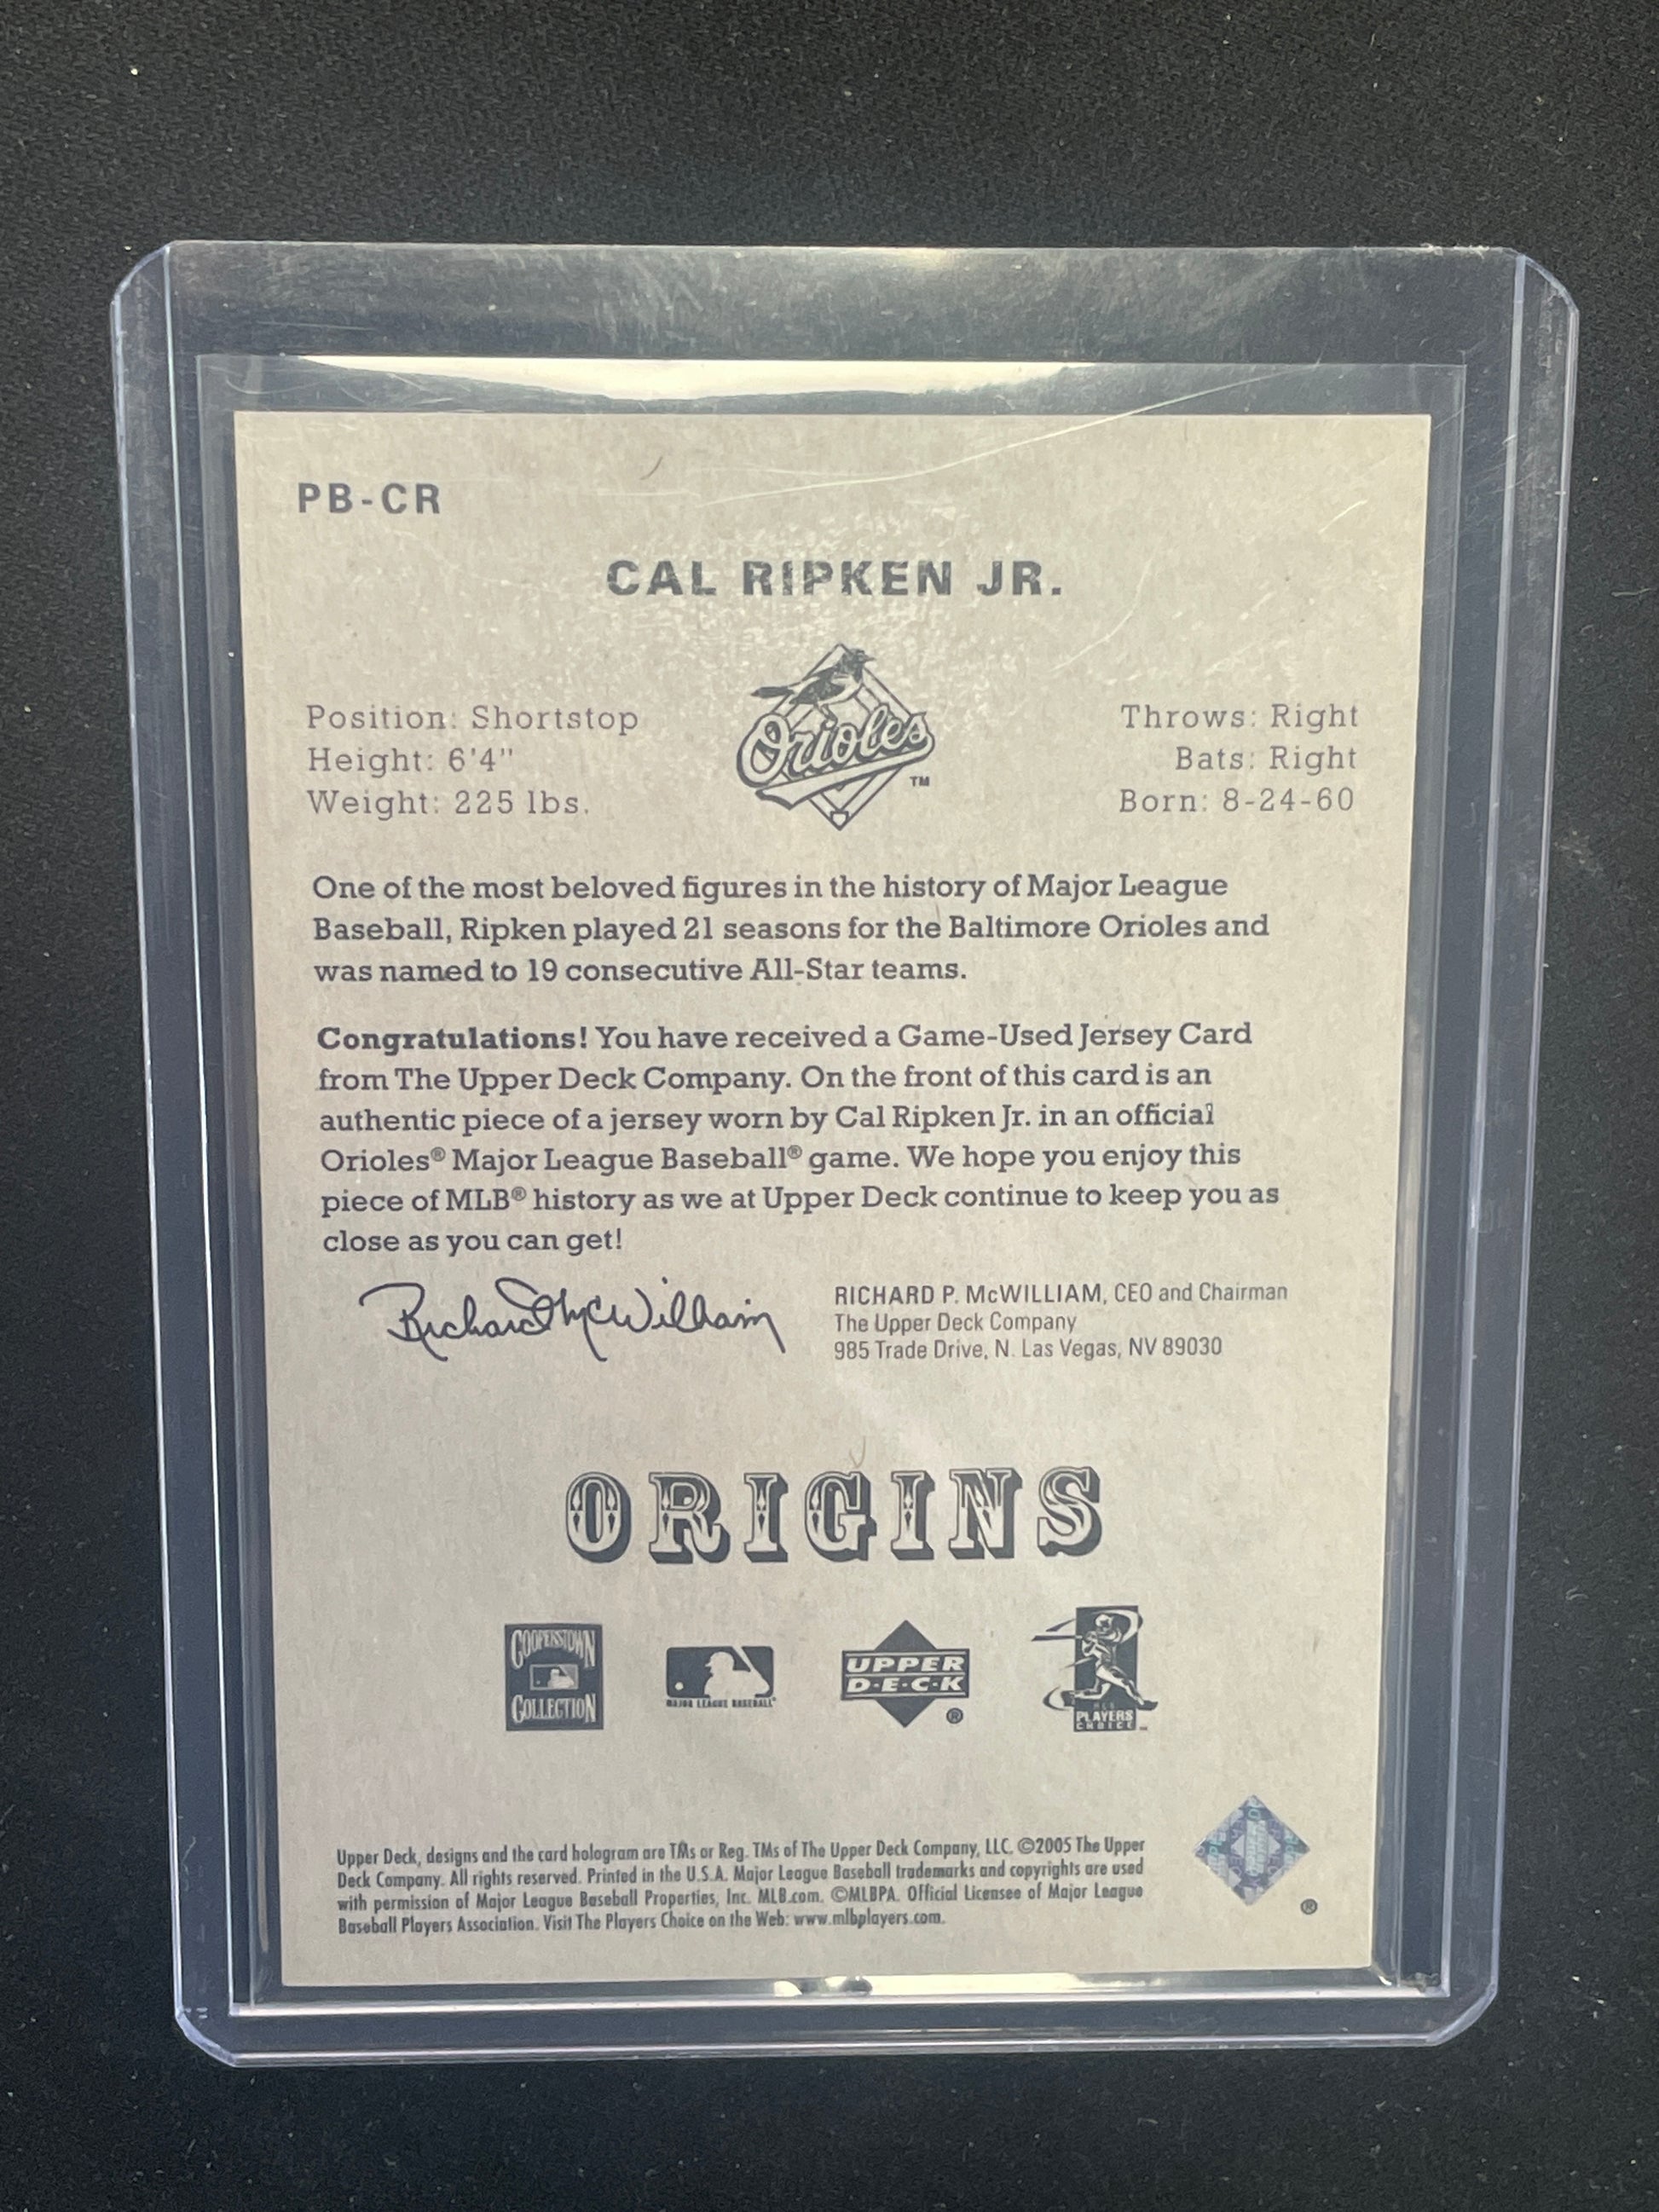 PB-CR
CAL RIPKEN JR.
Position: Shortstop
Height: 6'4"
Weight: 225 lbs.
Orioles
TM
Throws: Right
Bats: Right
Born: 8-24-60
One of the most beloved figures in the history of Major League
Baseball, Ripken played 21 seasons for the Baltimore Orioles and
was named to 19 consecutive All-Star teams.
Congratulations! You have received a Game-Used Jersey Card
from The Upper Deck Company. On the front of this card is an
authentic piece of a jersey worn by Cal Ripken Jr. in an official
Orioles® Major League Baseball® game. We hope you enjoy this
piece of MLB® history as we at Upper Deck continue to keep you as
close as you can get!
Richard P McWilliam
RICHARD P. McWILLIAM, CEO and Chairman
The Upper Deck Company
985 Trade Drive, N. Las Vegas, NV 89030
ORIGINS
COOPERSTOWN
COLLECTION
MAJOR LEAGUE BASEBALL
UPPER
D·E·C·K
®
PLAYERS
CHOICE
Upper Deck, designs and the card hologram are TMs or Reg. TMs of The Upper Deck Company, LLC. ©2005 The Upper
Deck Company. All rights reserved. Printed in the U.S.A. Major League Baseball trademarks and copyrights are used
with permission of Major League Baseball Properties, Inc. MLB.com. ©MLBPA. Official Licensee of Major League
Baseball Players Association. Visit The Players Choice on the Web: www.mlbplayers.com.
®